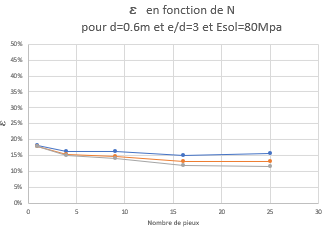 ε en fonction de N
pour d=0.6m et e/d=3 et Esol=80Mpa
50%
45%
40%
35%
30%
25%
20%
15%
10%
5%
0%
ε
0 5 10 15 20 25 30
Nombre de pieux